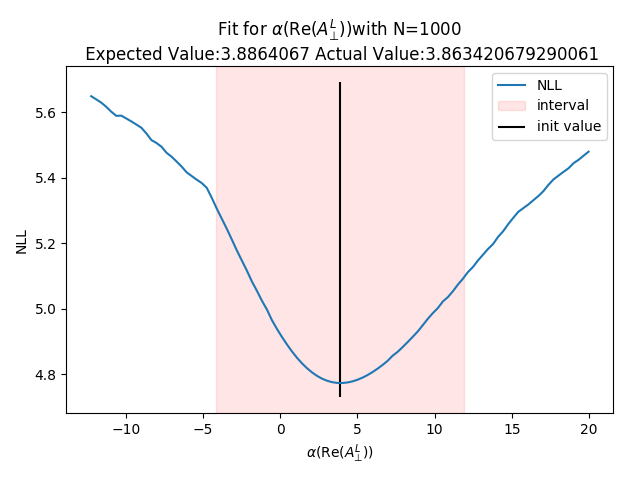 Fit for α(Re(A⊥^L))with N=1000
Expected Value:3.8864067 Actual Value:3.863420679290061
NLL
interval
init value
5.6
5.4
5.2
5.0
4.8
NLL
−10
−5
0
5
10
15
20
α(Re(A⊥^L))